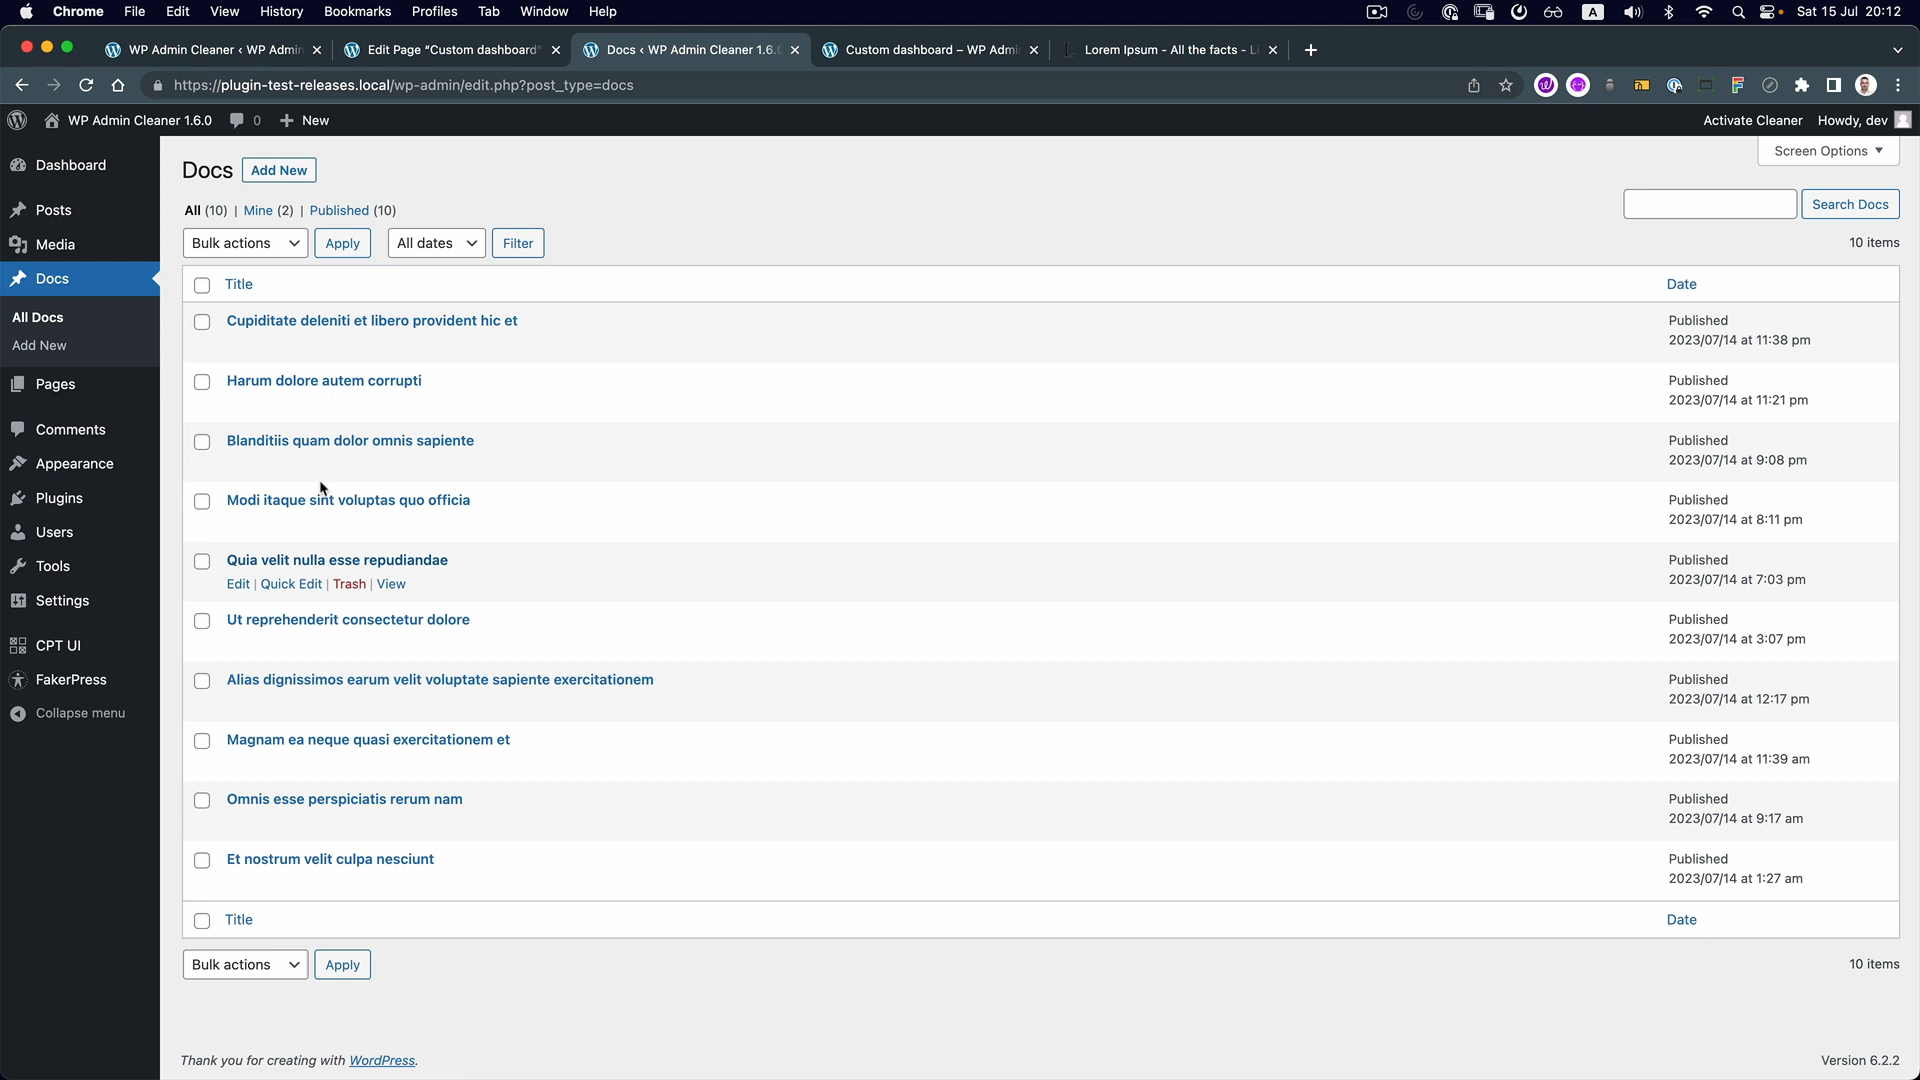 Chrome File Edit View History Bookmarks Profiles Tab Window Help A Sat 15 Jul 20:12
WP Admin Cleaner ‹ WP Admin Edit Page “Custom dashboard” Docs ‹ WP Admin Cleaner 1.6.0 Custom dashboard – WP Admin Lorem Ipsum - All the facts - Li
https://plugin-test-releases.local/wp-admin/edit.php?post_type=docs
WP Admin Cleaner 1.6.0 0 New Activate Cleaner Howdy, dev
Dashboard
Posts
Media
Docs
All Docs
Add New
Pages
Comments
Appearance
Plugins
Users
Tools
Settings
CPT UI
FakerPress
Collapse menu
Screen Options
Docs Add New
All (10) | Mine (2) | Published (10)
Search Docs
Bulk actions Apply All dates Filter 10 items
Title Date
Cupiditate deleniti et libero provident hic et Published
2023/07/14 at 11:38 pm
Harum dolore autem corrupti Published
2023/07/14 at 11:21 pm
Blanditiis quam dolor omnis sapiente Published
2023/07/14 at 9:08 pm
Modi itaque sint voluptas quo officia Published
2023/07/14 at 8:11 pm
Quia velit nulla esse repudiandae Published
Edit | Quick Edit | Trash | View 2023/07/14 at 7:03 pm
Ut reprehenderit consectetur dolore Published
2023/07/14 at 3:07 pm
Alias dignissimos earum velit voluptate sapiente exercitationem Published
2023/07/14 at 12:17 pm
Magnam ea neque quasi exercitationem et Published
2023/07/14 at 11:39 am
Omnis esse perspiciatis rerum nam Published
2023/07/14 at 9:17 am
Et nostrum velit culpa nesciunt Published
2023/07/14 at 1:27 am
Title Date
Bulk actions Apply 10 items
Thank you for creating with WordPress. Version 6.2.2